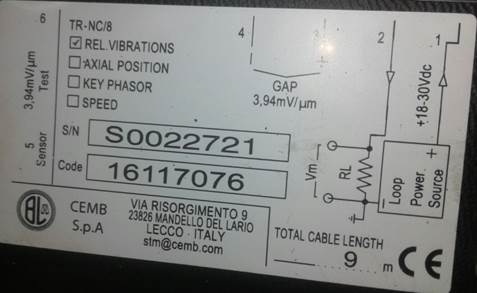 6
3,94mV/µm
Test
5
Sensor
TR-NC/8
REL.VIBRATIONS
AXIAL POSITION
KEY PHASOR
SPEED
4
3
GAP
3,94mV/µm
2
1
+18-30Vdc
S/N S0022721
Code 16117076
Vm
RL
+
-
Loop
Power.
Source
CEMB
S.p.A
VIA RISORGIMENTO 9
23826 MANDELLO DEL LARIO
LECCO - ITALY
stm@cemb.com
TOTAL CABLE LENGTH
9 m CE